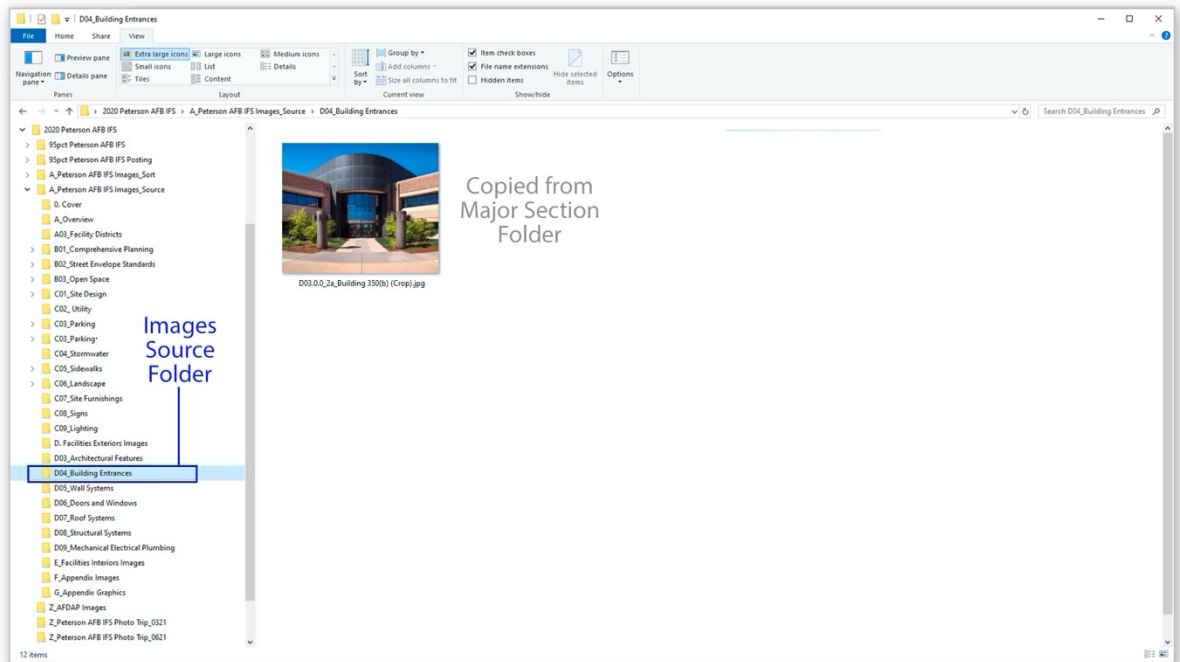 D04_Building Entrances
File Home Share View
Preview pane
Details pane
Navigation pane
Panes
Extra large icons Large icons Medium icons
Small icons List Details
Tiles Content
Layout
Sort by
Group by
Add columns
Size all columns to fit
Current view
Item check boxes
File name extensions
Hidden items
Hide selected items
Options
Show/hide
2020 Peterson AFB IFS > A_Peterson AFB IFS Images_Source > D04_Building Entrances
Search D04_Building Entrances
2020 Peterson AFB IFS
95pct Peterson AFB IFS
95pct Peterson AFB IFS Posting
A_Peterson AFB IFS Images_Sort
A_Peterson AFB IFS Images_Source
0. Cover
A_Overview
A03_Facility Districts
B01_Comprehensive Planning
B02_Street Envelope Standards
B03_Open Space
C01_Site Design
C02_ Utility
C03_Parking
C03_Parking-
C04_Stormwater
C05_Sidewalks
C06_Landscape
C07_Site Furnishings
C08_Signs
C09_Lighting
D. Facilities Exteriors Images
D03_Architectural Features
D04_Building Entrances
D05_Wall Systems
D06_Doors and Windows
D07_Roof Systems
D08_Structural Systems
D09_Mechanical Electrical Plumbing
E_Facilities Interiors Images
F_Appendix Images
G_Appendix Graphics
Z_AFDAP Images
Z_Peterson AFB IFS Photo Trip_0321
Z_Peterson AFB IFS Photo Trip_0621
Images
Source
Folder
Copied from
Major Section
Folder
D03.0.0_2a_Building 350(b) (Crop).jpg
12 items